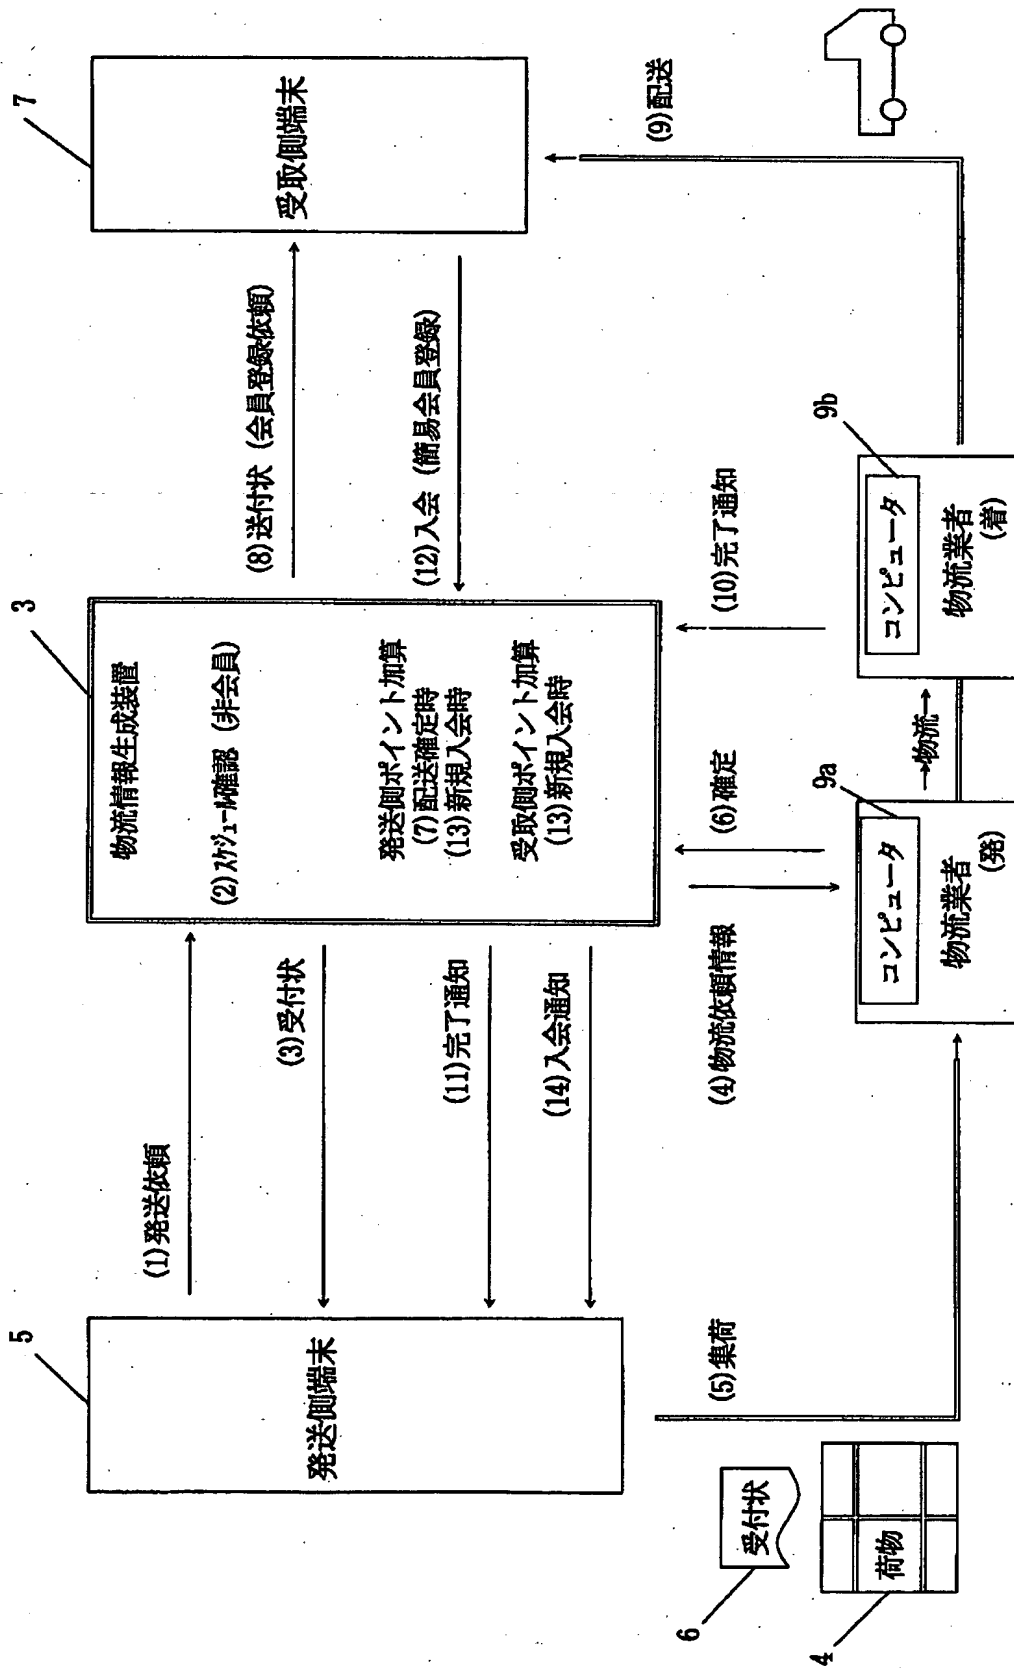 5
発送側端末
(1)発送依頼
(3)受付状
(11)完了通知
(14)入会通知
3
物流情報生成装置
(2)スケジュール確認 (非会員)
発送側ポイント加算
(7)配送確定時
(13)新規入会時
受取側ポイント加算
(13)新規入会時
(8)送付状 (会員登録依頼)
(12)入会 (簡易会員登録)
7
受取側端末
6
受付状
4
荷物
(5)集荷
(4)物流依頼情報
(6)確定
9a
コンピュータ
物流業者
(発)
→物流→
(10)完了通知
9b
コンピュータ
物流業者
(着)
(9)配送